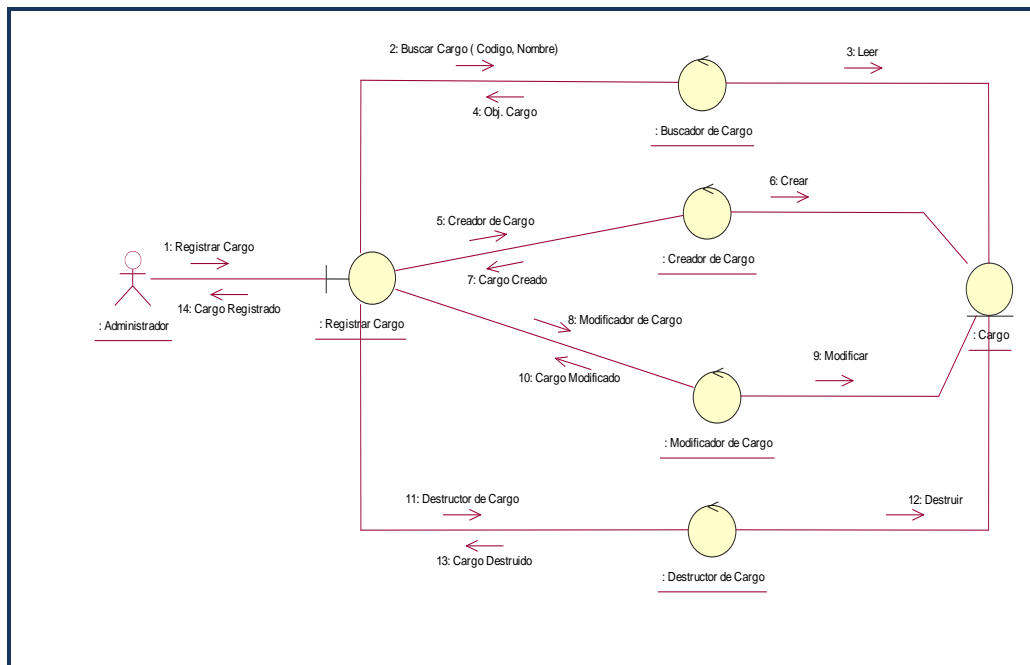 2: Buscar Cargo ( Codigo, Nombre)
3: Leer
4: Obj. Cargo
: Buscador de Cargo
6: Crear
5: Creador de Cargo
1: Registrar Cargo
: Creador de Cargo
7: Cargo Creado
14: Cargo Registrado
: Administrador
: Registrar Cargo
8: Modificador de Cargo
: Cargo
9: Modificar
10: Cargo Modificado
: Modificador de Cargo
11: Destructor de Cargo
12: Destruir
13: Cargo Destruido
: Destructor de Cargo